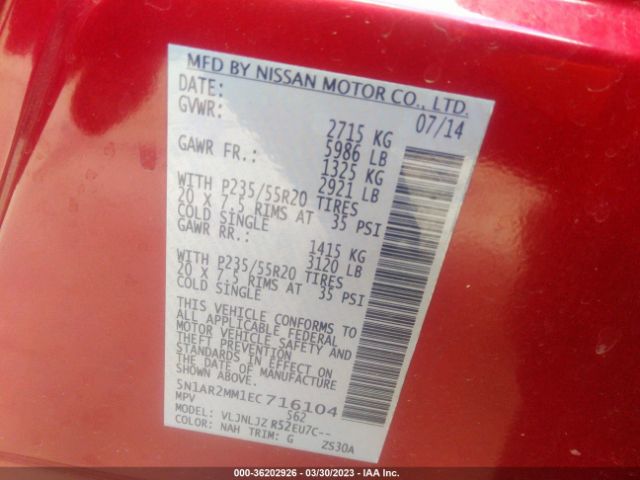 MFD BY NISSAN MOTOR CO., LTD.
DATE: 07/14
GVWR: 2715 KG
5986 LB
GAWR FR.: 1325 KG
2921 LB
WITH P235/55R20 TIRES
20 X 7.5 RIMS AT 35 PSI
COLD SINGLE
GAWR RR.: 1415 KG
3120 LB
WITH P235/55R20 TIRES
20 X 7.5 RIMS AT 35 PSI
COLD SINGLE
THIS VEHICLE CONFORMS TO
ALL APPLICABLE FEDERAL
MOTOR VEHICLE SAFETY AND
THEFT PREVENTION
STANDARDS IN EFFECT ON
THE DATE OF MANUFACTURE
SHOWN ABOVE.
5N1AR2MM1EC716104
MPV 562
MODEL: VLJNLJZ R52EU7C--
COLOR: NAH TRIM: G ZS30A
000-36202926 - 03/30/2023 - IAA Inc.